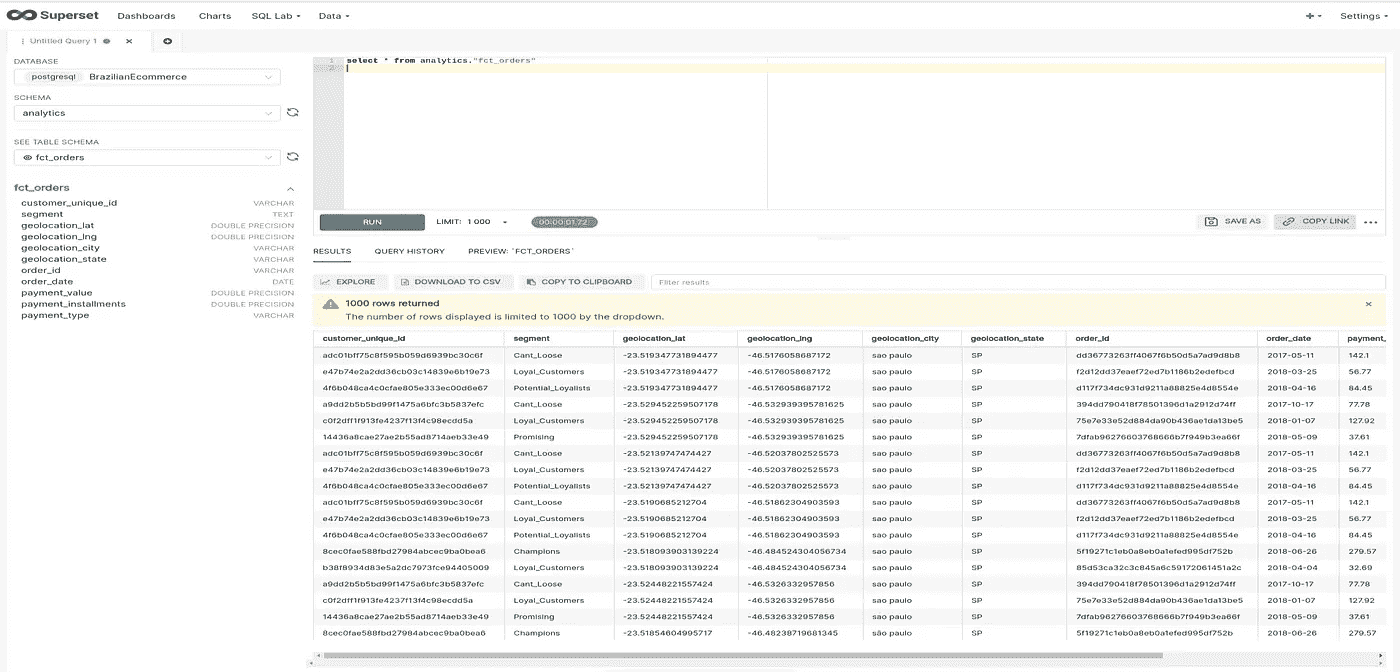 Superset Dashboards Charts SQL Lab Data Settings
Untitled Query 1
DATABASE
postgresql BrazilianEcommerce
SCHEMA
analytics
SEE TABLE SCHEMA
fct_orders
fct_orders
customer_unique_id VARCHAR
segment TEXT
geolocation_lat DOUBLE PRECISION
geolocation_lng DOUBLE PRECISION
geolocation_city VARCHAR
geolocation_state VARCHAR
order_id VARCHAR
order_date DATE
payment_value DOUBLE PRECISION
payment_installments DOUBLE PRECISION
payment_type VARCHAR
1 select * from analytics."fct_orders"
2
RUN LIMIT: 1 000 00:00:01.72 SAVE AS COPY LINK
RESULTS QUERY HISTORY PREVIEW: `FCT_ORDERS`
EXPLORE DOWNLOAD TO CSV COPY TO CLIPBOARD Filter results
1000 rows returned
The number of rows displayed is limited to 1000 by the dropdown.
customer_unique_id segment geolocation_lat geolocation_lng geolocation_city geolocation_state order_id order_date payment_
adc01bff75c8f595b059d6939bc30c6f Cant_Loose -23.519347731894477 -46.5176058687172 sao paulo SP dd36773263ff4067f6b50d5a7ad9d8b8 2017-05-11 142.1
e47b74e2a2dd36cb03c14839e6b19e73 Loyal_Customers -23.519347731894477 -46.5176058687172 sao paulo SP f2d12dd37eaef72ed7b1186b2edefbcd 2018-03-25 56.77
4f6b048ca4c0cfae805e333ec00d6e67 Potential_Loyalists -23.519347731894477 -46.5176058687172 sao paulo SP d117f734dc931d9211a88825e4d8554e 2018-04-16 84.45
a9dd2b5b5bd99f1475a6bfc3b5837efc Cant_Loose -23.529452259507178 -46.532939395781625 sao paulo SP 394dd790418f78501396d1a2912d74ff 2017-10-17 77.78
c0f2dff1f913fe4237f13f4c98ecdd5a Loyal_Customers -23.529452259507178 -46.532939395781625 sao paulo SP 75e7e33e52d884da90b436ae1da13be5 2018-01-07 127.92
14436a8cae27ae2b55ad8714aeb33e49 Promising -23.529452259507178 -46.532939395781625 sao paulo SP 7dfab96276603768666b7f949b3ea66f 2018-05-09 37.61
adc01bff75c8f595b059d6939bc30c6f Cant_Loose -23.52139747474427 -46.52037802525573 sao paulo SP dd36773263ff4067f6b50d5a7ad9d8b8 2017-05-11 142.1
e47b74e2a2dd36cb03c14839e6b19e73 Loyal_Customers -23.52139747474427 -46.52037802525573 sao paulo SP f2d12dd37eaef72ed7b1186b2edefbcd 2018-03-25 56.77
4f6b048ca4c0cfae805e333ec00d6e67 Potential_Loyalists -23.52139747474427 -46.52037802525573 sao paulo SP d117f734dc931d9211a88825e4d8554e 2018-04-16 84.45
adc01bff75c8f595b059d6939bc30c6f Cant_Loose -23.5190685212704 -46.51862304903593 sao paulo SP dd36773263ff4067f6b50d5a7ad9d8b8 2017-05-11 142.1
e47b74e2a2dd36cb03c14839e6b19e73 Loyal_Customers -23.5190685212704 -46.51862304903593 sao paulo SP f2d12dd37eaef72ed7b1186b2edefbcd 2018-03-25 56.77
4f6b048ca4c0cfae805e333ec00d6e67 Potential_Loyalists -23.5190685212704 -46.51862304903593 sao paulo SP d117f734dc931d9211a88825e4d8554e 2018-04-16 84.45
8cec0fae588fbd27984abcec9ba0bea6 Champions -23.518093903139224 -46.484524304056734 sao paulo SP 5f19271c1eb0a8eb0a1efed995df752b 2018-06-26 279.57
b38f8934d83e5a2dc7973fce94405009 Loyal_Customers -23.518093903139224 -46.484524304056734 sao paulo SP 85d53ca32c3c845a6c59172061451a2c 2018-04-04 32.69
a9dd2b5b5bd99f1475a6bfc3b5837efc Cant_Loose -23.52448221557424 -46.5326332957856 sao paulo SP 394dd790418f78501396d1a2912d74ff 2017-10-17 77.78
c0f2dff1f913fe4237f13f4c98ecdd5a Loyal_Customers -23.52448221557424 -46.5326332957856 sao paulo SP 75e7e33e52d884da90b436ae1da13be5 2018-01-07 127.92
14436a8cae27ae2b55ad8714aeb33e49 Promising -23.52448221557424 -46.5326332957856 sao paulo SP 7dfab96276603768666b7f949b3ea66f 2018-05-09 37.61
8cec0fae588fbd27984abcec9ba0bea6 Champions -23.51854604995717 -46.48238719681345 são paulo SP 5f19271c1eb0a8eb0a1efed995df752b 2018-06-26 279.57